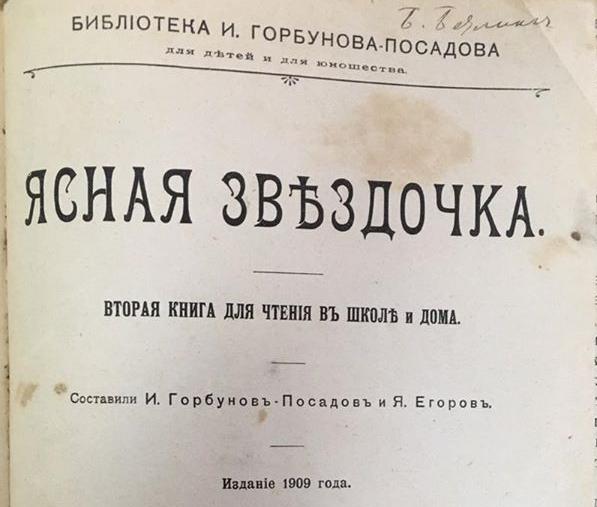 БИБЛІОТЕКА И. ГОРБУНОВА-ПОСАДОВА
для дѣтей и для юношества.
ЯСНАЯ ЗВѢЗДОЧКА.
ВТОРАЯ КНИГА ДЛЯ ЧТЕНІЯ ВЪ ШКОЛѢ и ДОМА.
Составили И. Горбуновъ-Посадовъ и Я. Егоровъ.
Изданіе 1909 года.